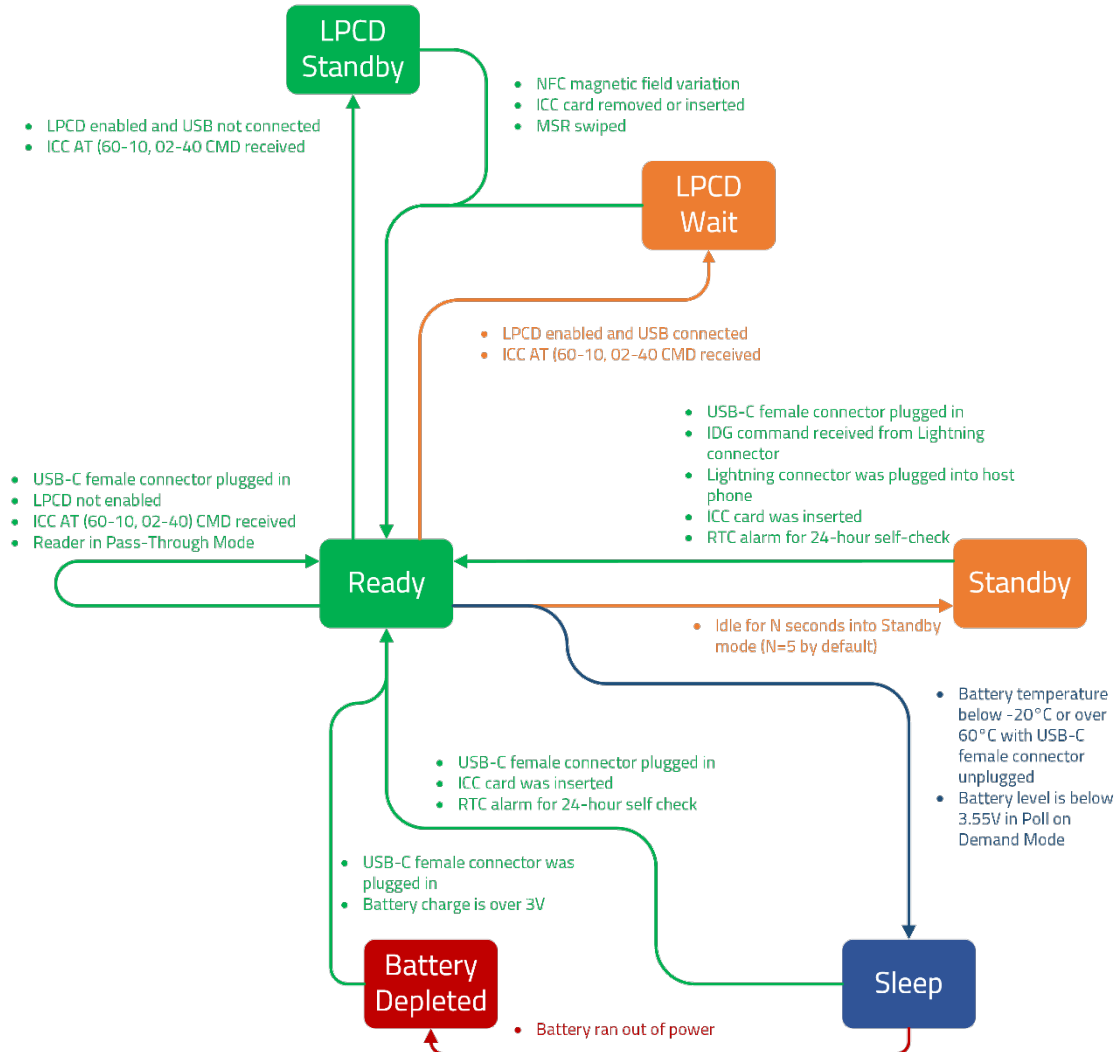 LPCD
Standby
NFC magnetic field variation
ICC card removed or inserted
MSR swiped
LPCD enabled and USB not connected
ICC AT (60-10, 02-40 CMD received
LPCD
Wait
LPCD enabled and USB connected
ICC AT (60-10, 02-40 CMD received
USB-C female connector plugged in
IDG command received from Lightning
connector
Lightning connector was plugged into host
phone
ICC card was inserted
RTC alarm for 24-hour self-check
USB-C female connector plugged in
LPCD not enabled
ICC AT (60-10, 02-40) CMD received
Reader in Pass-Through Mode
Ready
Standby
Idle for N seconds into Standby
mode (N=5 by default)
Battery temperature
below -20°C or over
60°C with USB-C
female connector
unplugged
Battery level is below
3.55V in Poll on
Demand Mode
USB-C female connector plugged in
ICC card was inserted
RTC alarm for 24-hour self check
USB-C female connector was
plugged in
Battery charge is over 3V
Battery
Depleted
Sleep
Battery ran out of power